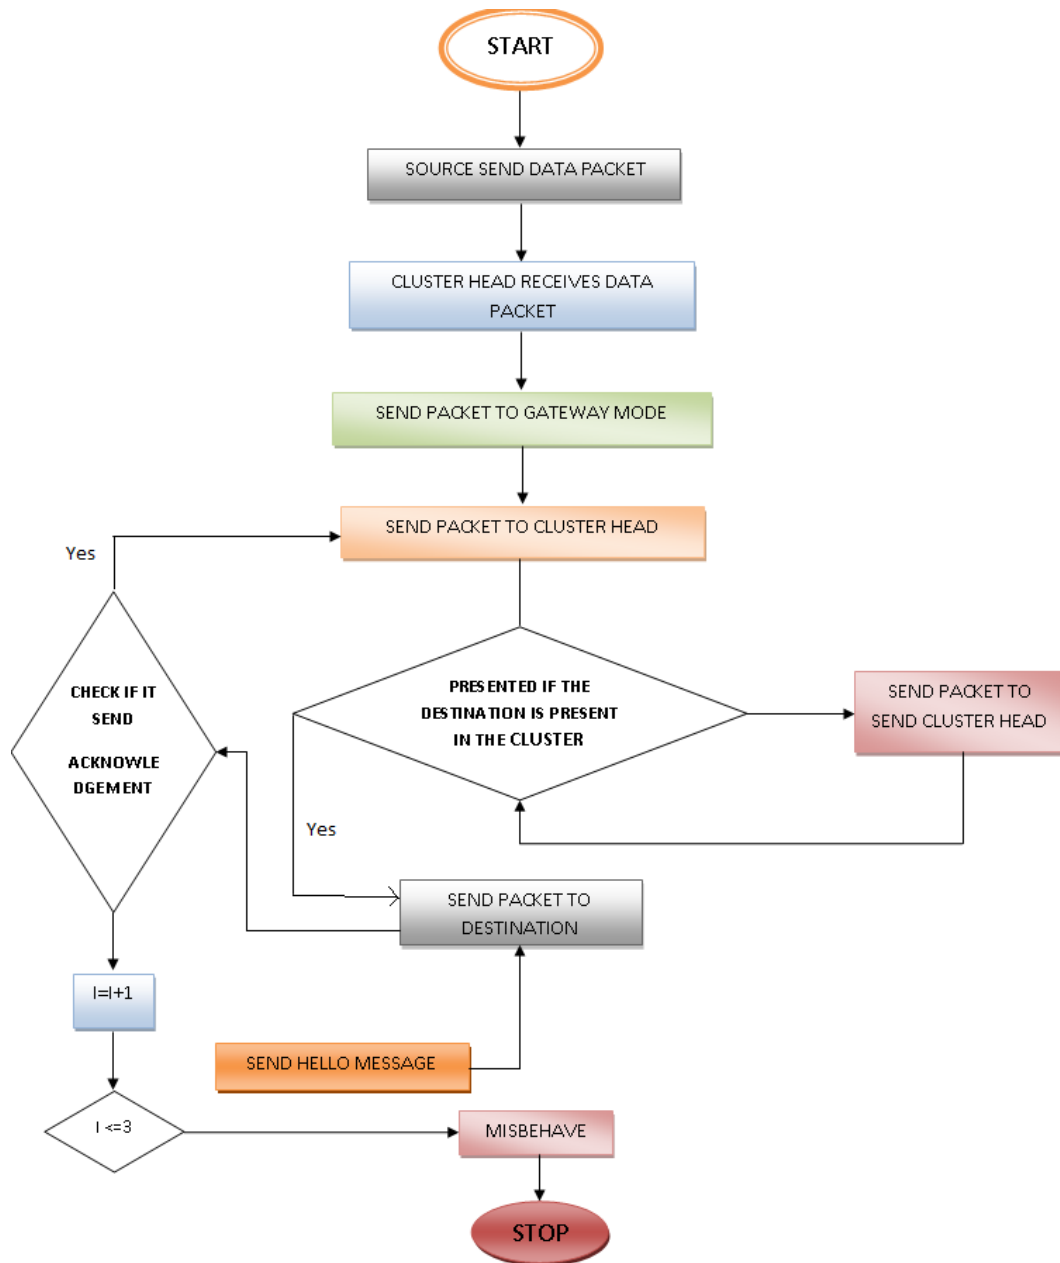 START
SOURCE SEND DATA PACKET
CLUSTER HEAD RECEIVES DATA
PACKET
SEND PACKET TO GATEWAY MODE
SEND PACKET TO CLUSTER HEAD
Yes
CHECK IF IT
SEND
ACKNOWLE
DGEMENT
PRESENTED IF THE
DESTINATION IS PRESENT
IN THE CLUSTER
SEND PACKET TO
SEND CLUSTER HEAD
Yes
SEND PACKET TO
DESTINATION
I=I+1
SEND HELLO MESSAGE
I <=3
MISBEHAVE
STOP